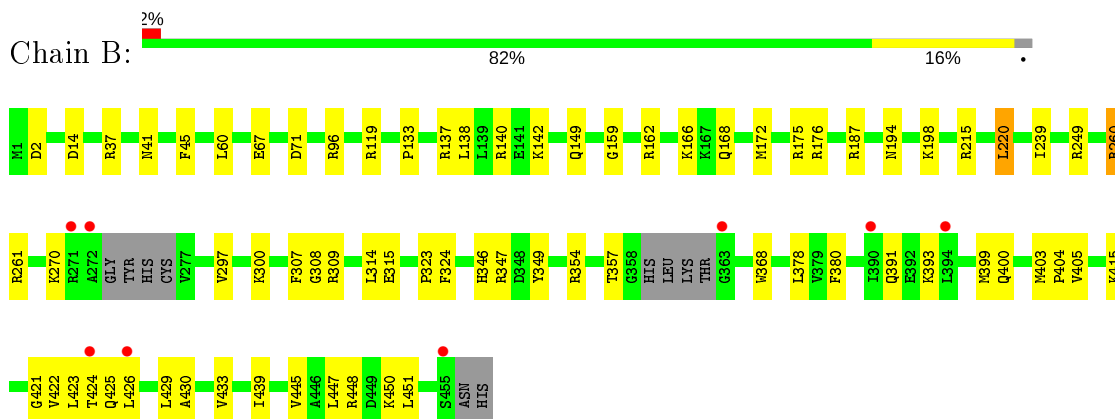 2%
Chain B:
82% 16% •
M1 D2 D14 R37 N41 F45 L60 E67 D71 R96 R119 P133 R137 L138 L139 R140 E141 K142 Q149 G159 R162 K166 K167 Q168 M172 R175 R176 R187 N194 K198 R215 L220 I239 R249
R261 K270 R271 A272 GLY TYR HIS CYS V277 V297 K300 F307 G308 R309 L314 E315 P323 F324 H346 R347 D348 Y349 R354 T357 G358 HIS LEU LYS THR G363 W368 L378 V379 F380 I390 Q391 E392 K393 L394 M399 Q400 M403 P404 V405 K415
G421 V422 L423 T424 Q425 L426 L429 A430 V433 I439 V445 A446 L447 R448 D449 K450 L451 S455 ASN HIS